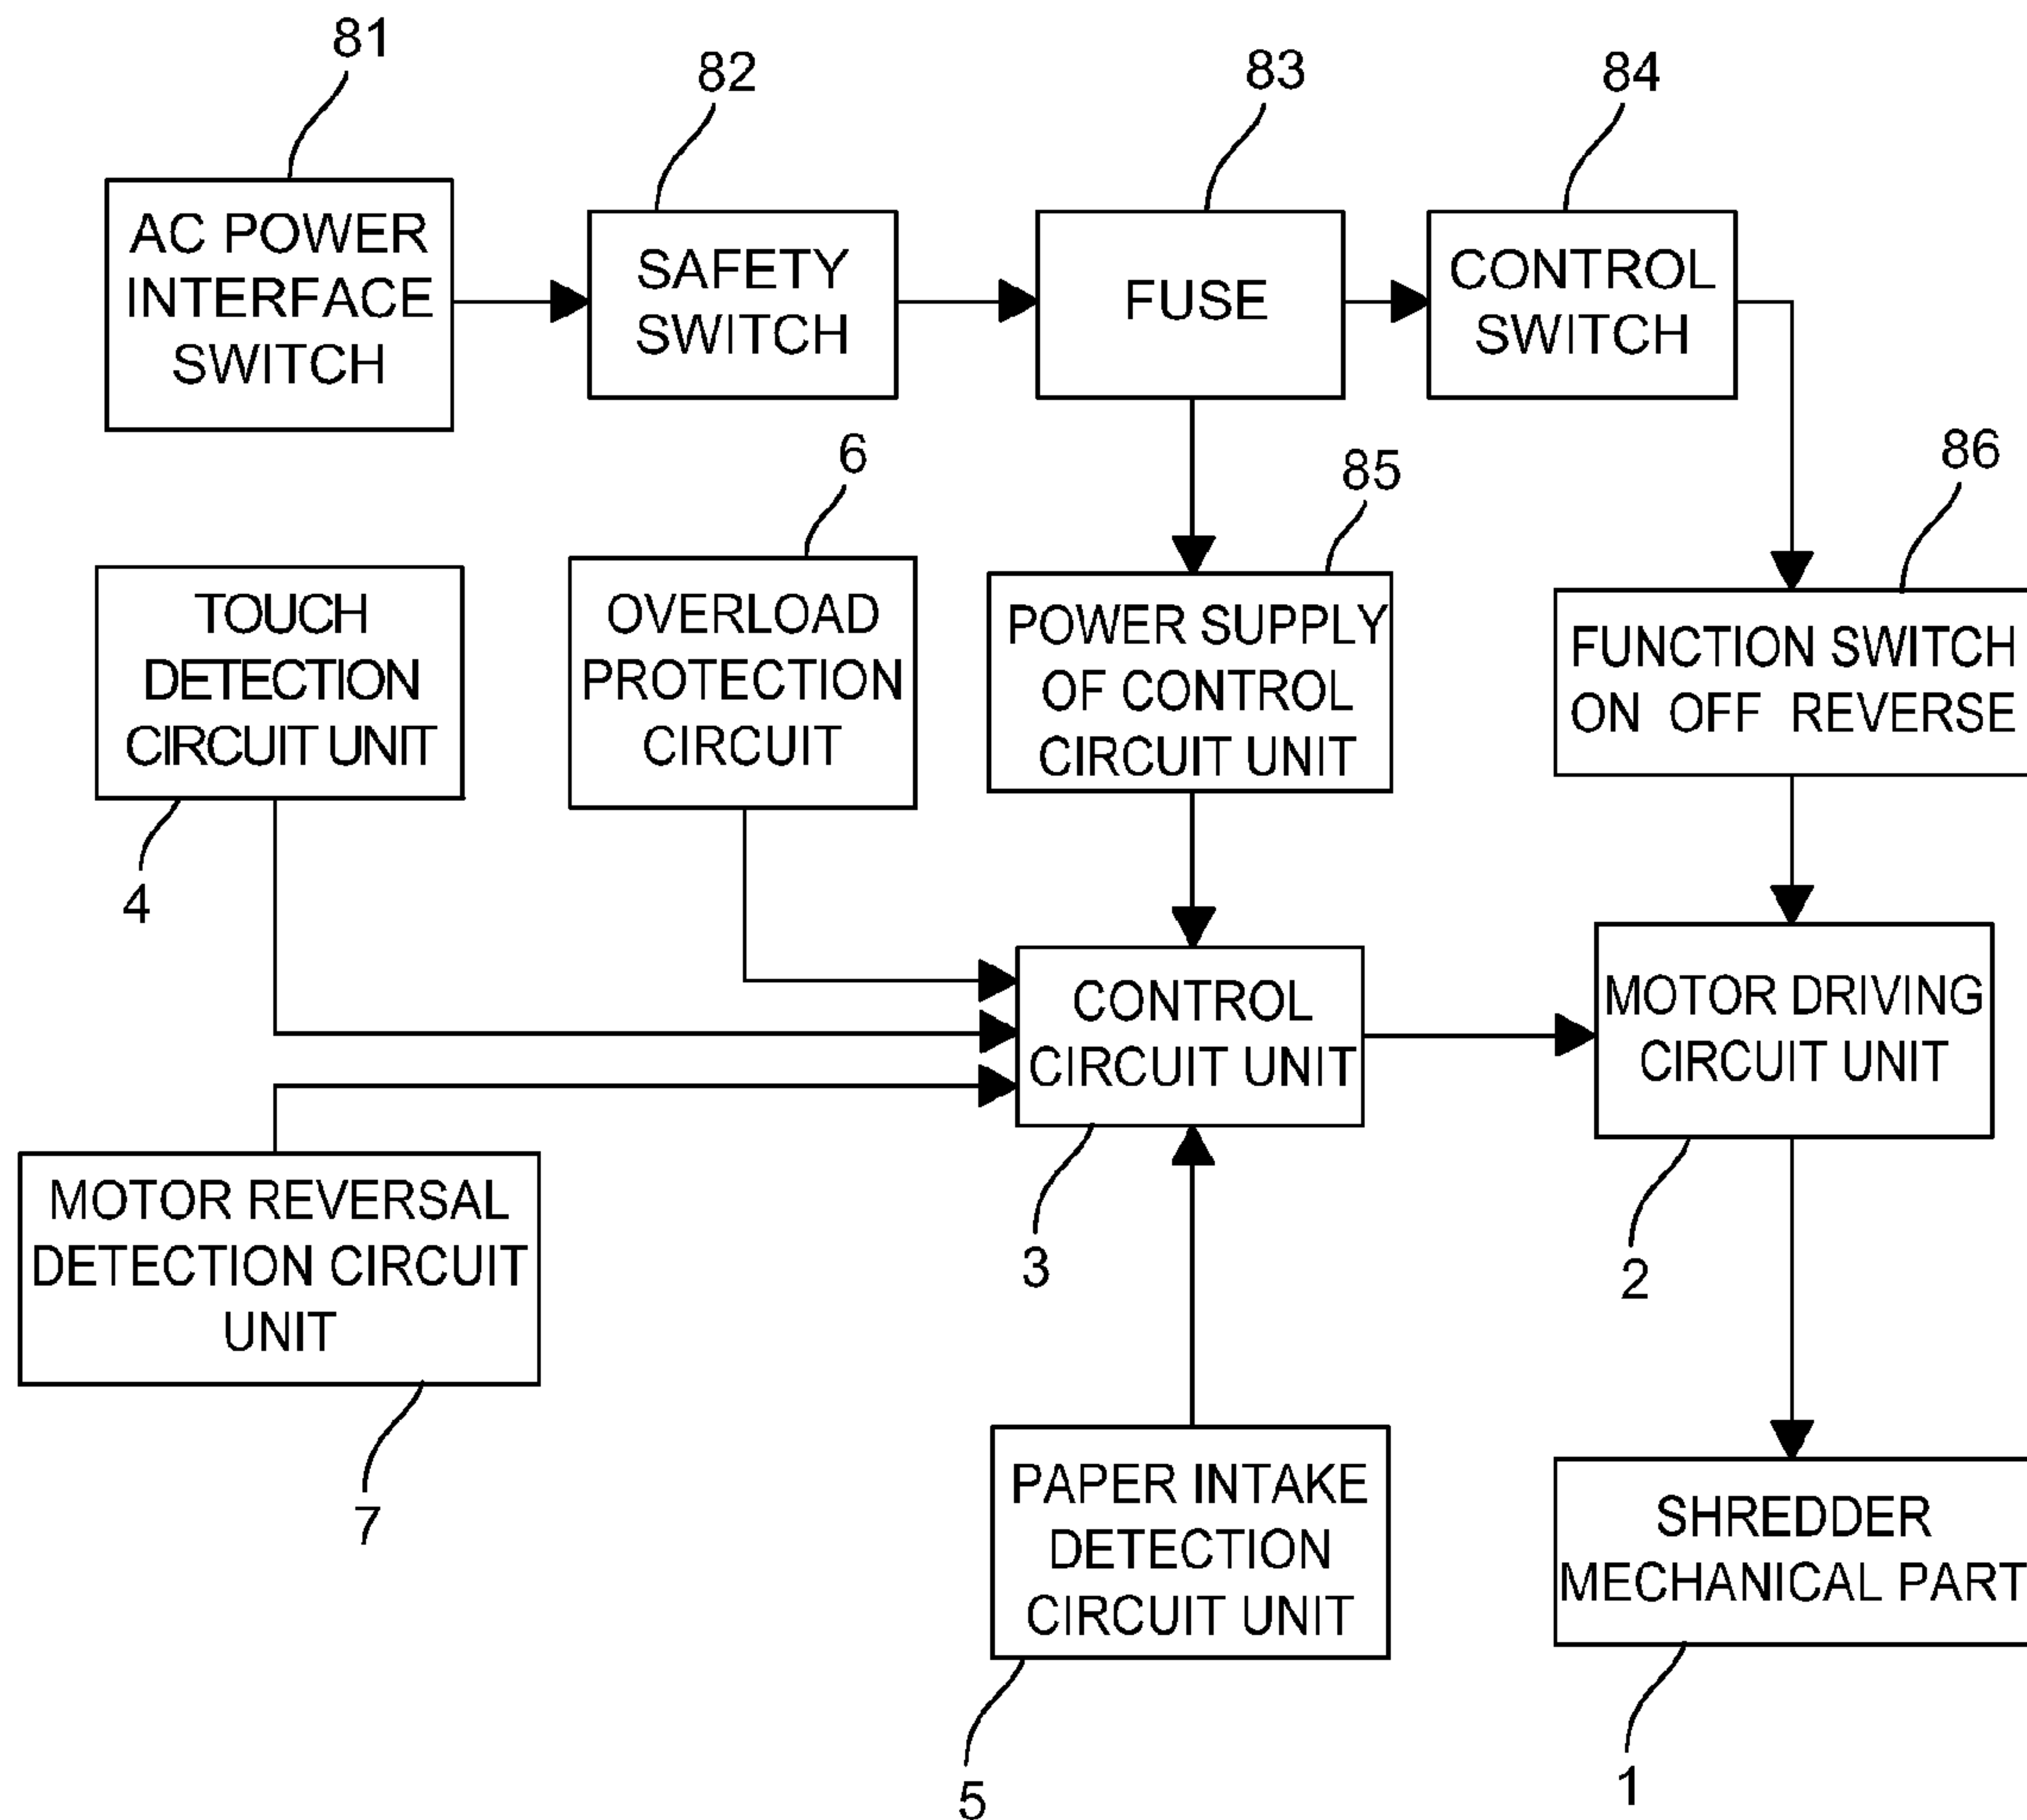 81
82
83
84
AC POWER
INTERFACE
SWITCH
SAFETY
SWITCH
FUSE
CONTROL
SWITCH
6
85
86
TOUCH
DETECTION
CIRCUIT UNIT
OVERLOAD
PROTECTION
CIRCUIT
POWER SUPPLY
OF CONTROL
CIRCUIT UNIT
FUNCTION SWITCH
ON OFF REVERSE
4
CONTROL
CIRCUIT UNIT
MOTOR DRIVING
CIRCUIT UNIT
MOTOR REVERSAL
DETECTION CIRCUIT
UNIT
3
2
7
PAPER INTAKE
DETECTION
CIRCUIT UNIT
SHREDDER
MECHANICAL PART
5
1